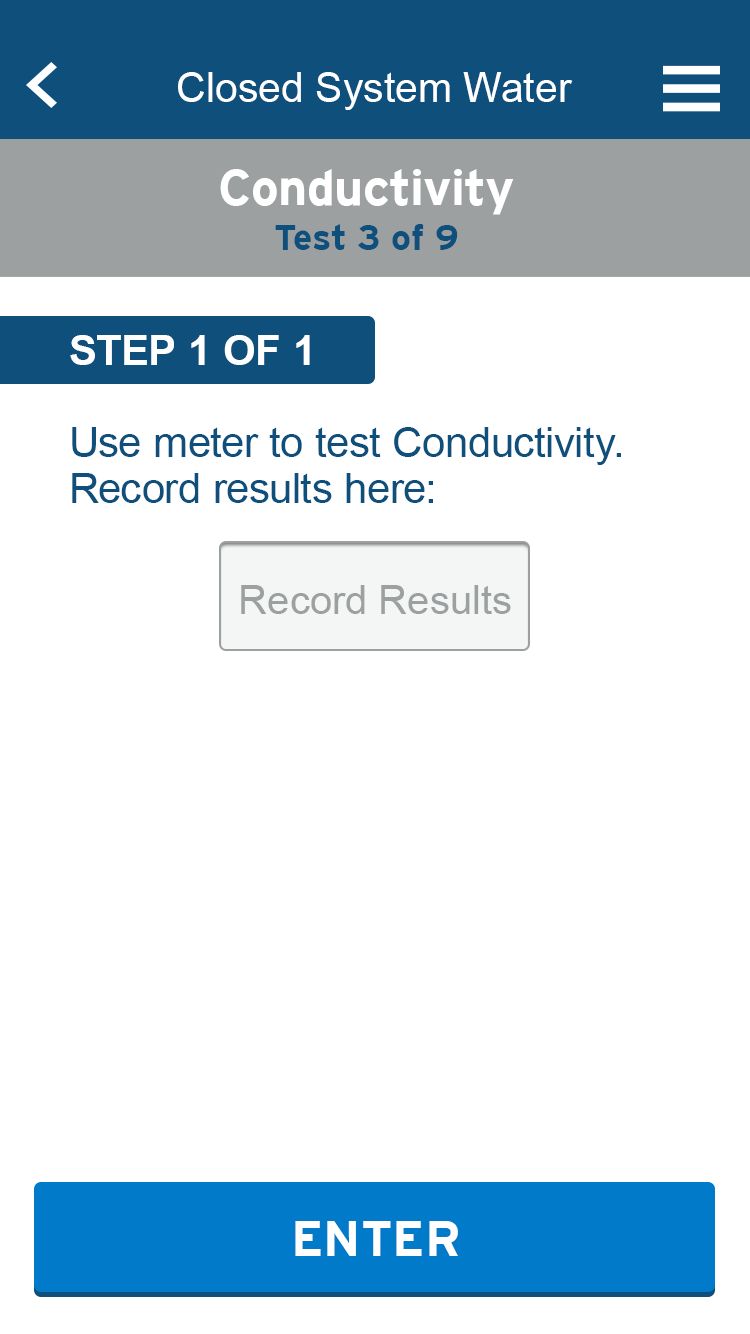 Closed System Water
Conductivity
Test 3 of 9
STEP 1 OF 1
Use meter to test Conductivity.
Record results here:
Record Results
ENTER